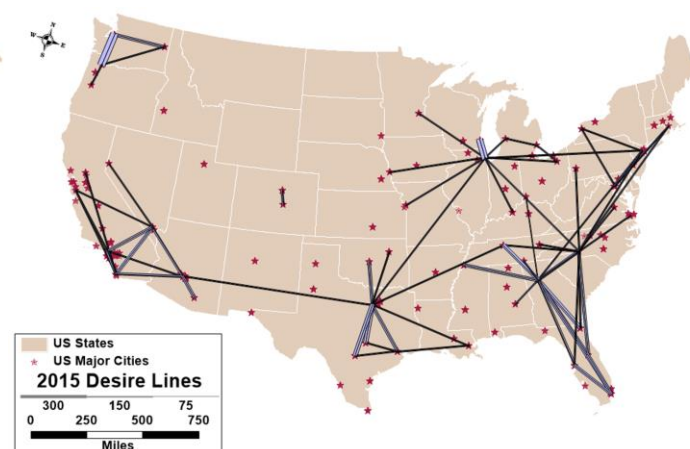 N
W
E
S
US States
US Major Cities
2015 Desire Lines
300 150 75
0 250 500 750
Miles